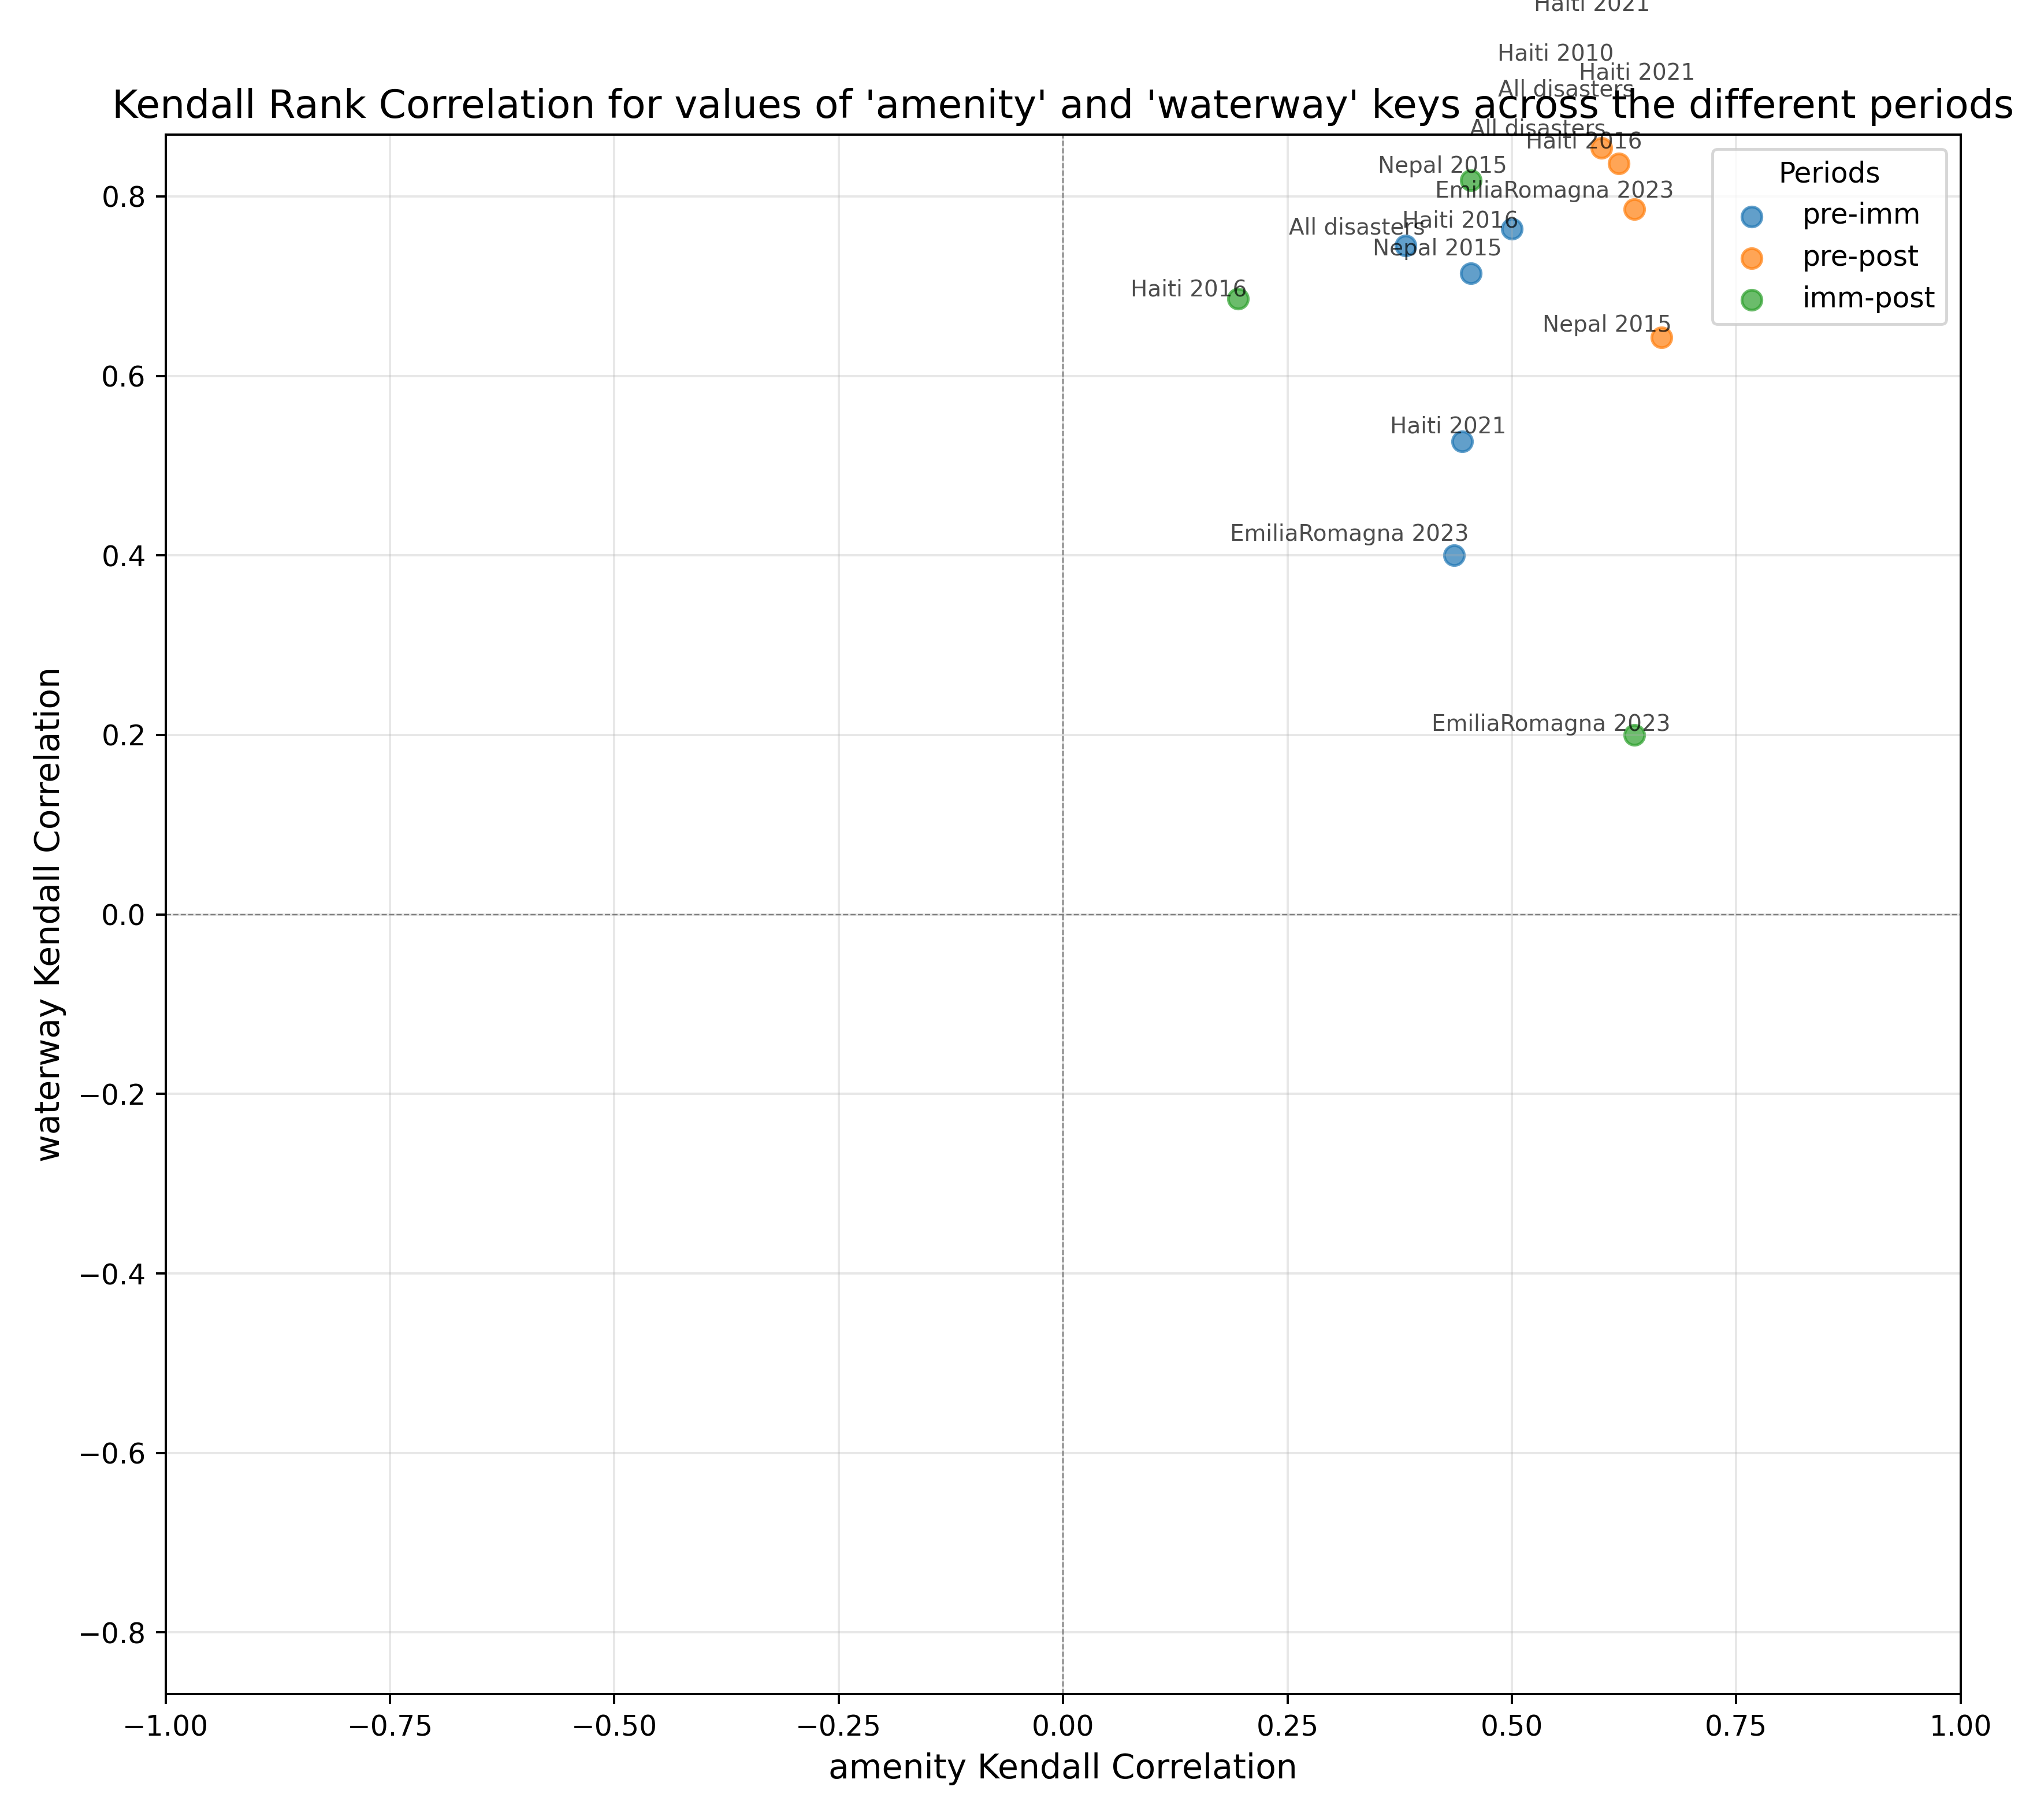 Haiti 2021
Haiti 2010
Haiti 2021
All disasters
Kendall Rank Correlation for values of 'amenity' and 'waterway' keys across the different periods
All disasters
Haiti 2016
Nepal 2015
EmiliaRomagna 2023
Haiti 2016
All disasters
Nepal 2015
Haiti 2016
Nepal 2015
Haiti 2021
EmiliaRomagna 2023
EmiliaRomagna 2023
Periods
pre-imm
pre-post
imm-post
0.8
0.6
0.4
0.2
0.0
−0.2
−0.4
−0.6
−0.8
waterway Kendall Correlation
−1.00
−0.75
−0.50
−0.25
0.00
0.25
0.50
0.75
1.00
amenity Kendall Correlation